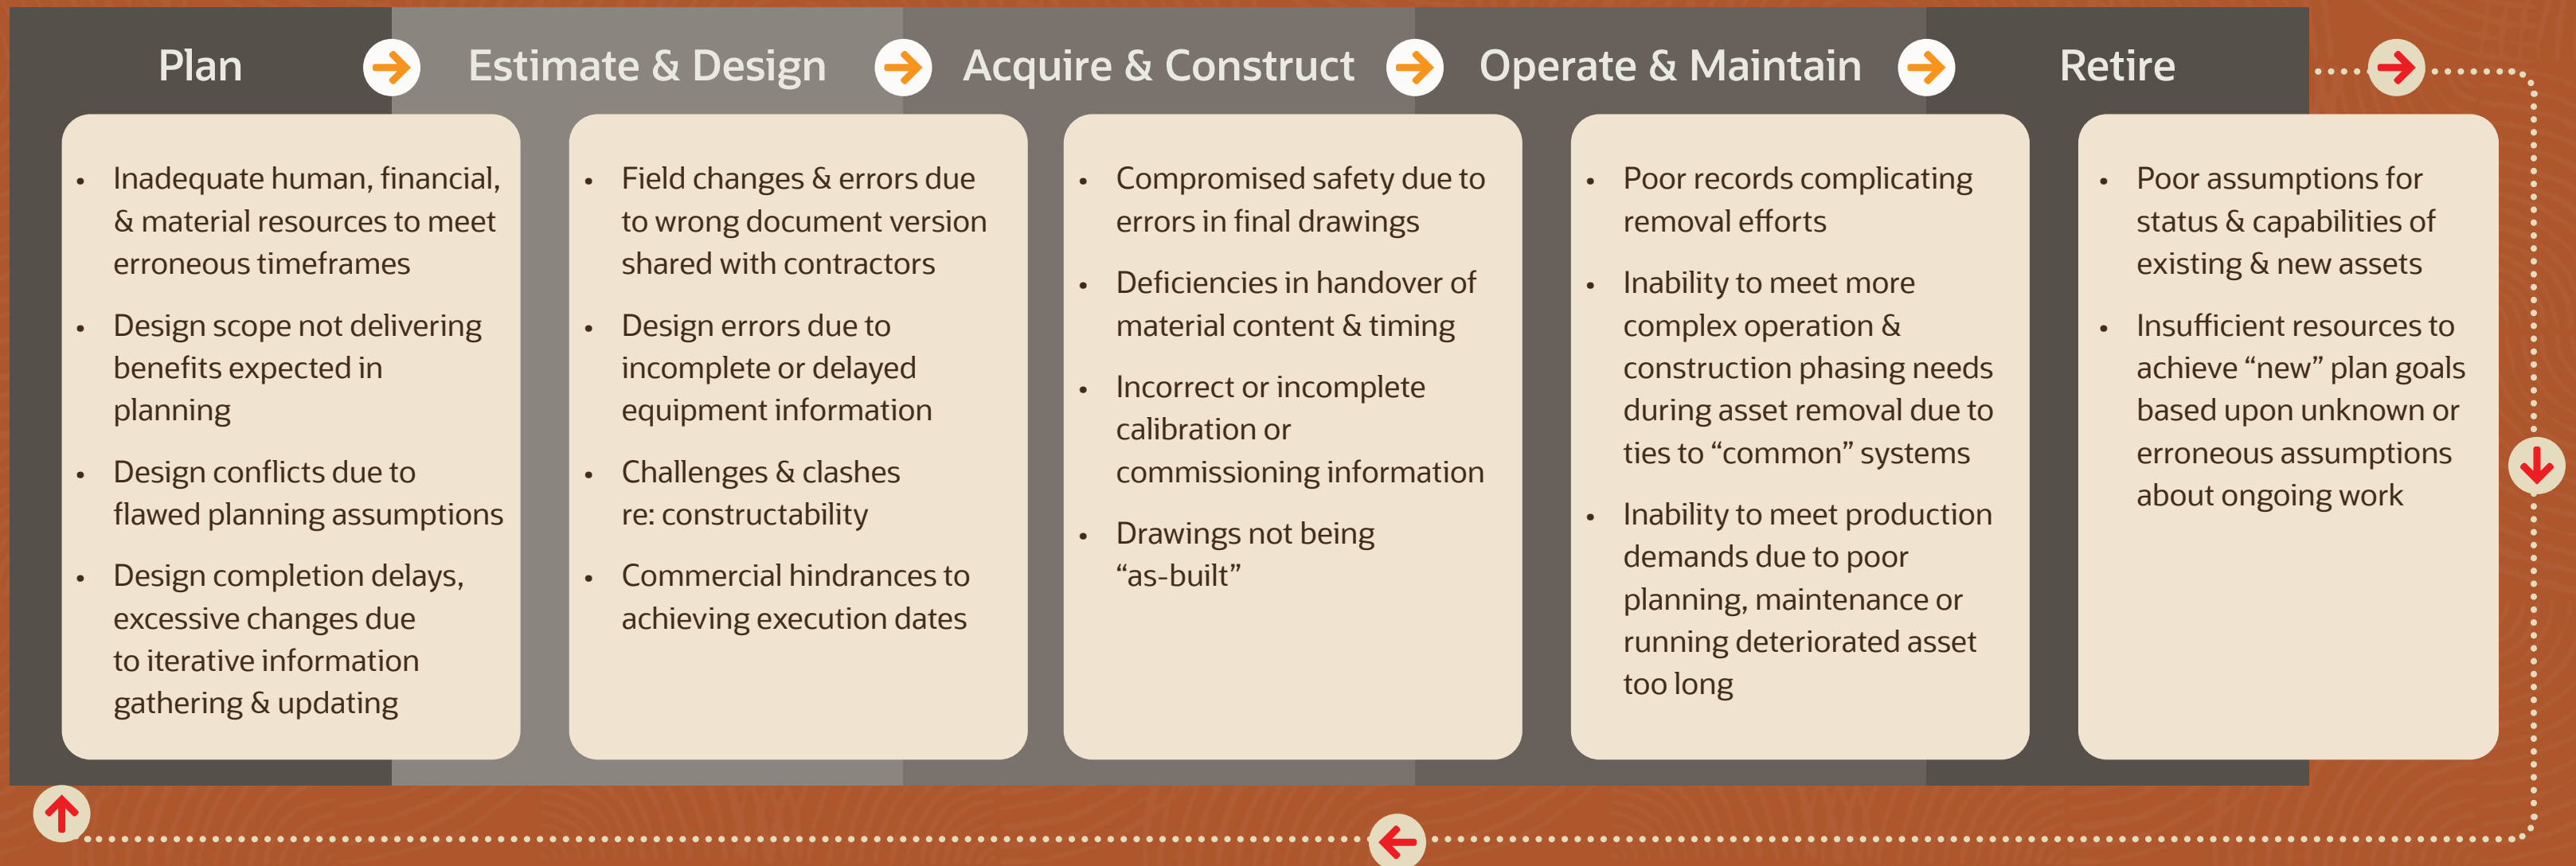 Plan
Estimate & Design
Acquire & Construct
Operate & Maintain
Retire
• Inadequate human, financial,
& material resources to meet
erroneous timeframes
• Design scope not delivering
benefits expected in
planning
• Design conflicts due to
flawed planning assumptions
• Design completion delays,
excessive changes due
to iterative information
gathering & updating
• Field changes & errors due
to wrong document version
shared with contractors
• Design errors due to
incomplete or delayed
equipment information
• Challenges & clashes
re: constructability
• Commercial hindrances to
achieving execution dates
• Compromised safety due to
errors in final drawings
• Deficiencies in handover of
material content & timing
• Incorrect or incomplete
calibration or
commissioning information
• Drawings not being
“as-built”
• Poor records complicating
removal efforts
• Inability to meet more
complex operation &
construction phasing needs
during asset removal due to
ties to “common” systems
• Inability to meet production
demands due to poor
planning, maintenance or
running deteriorated asset
too long
• Poor assumptions for
status & capabilities of
existing & new assets
• Insufficient resources to
achieve “new” plan goals
based upon unknown or
erroneous assumptions
about ongoing work